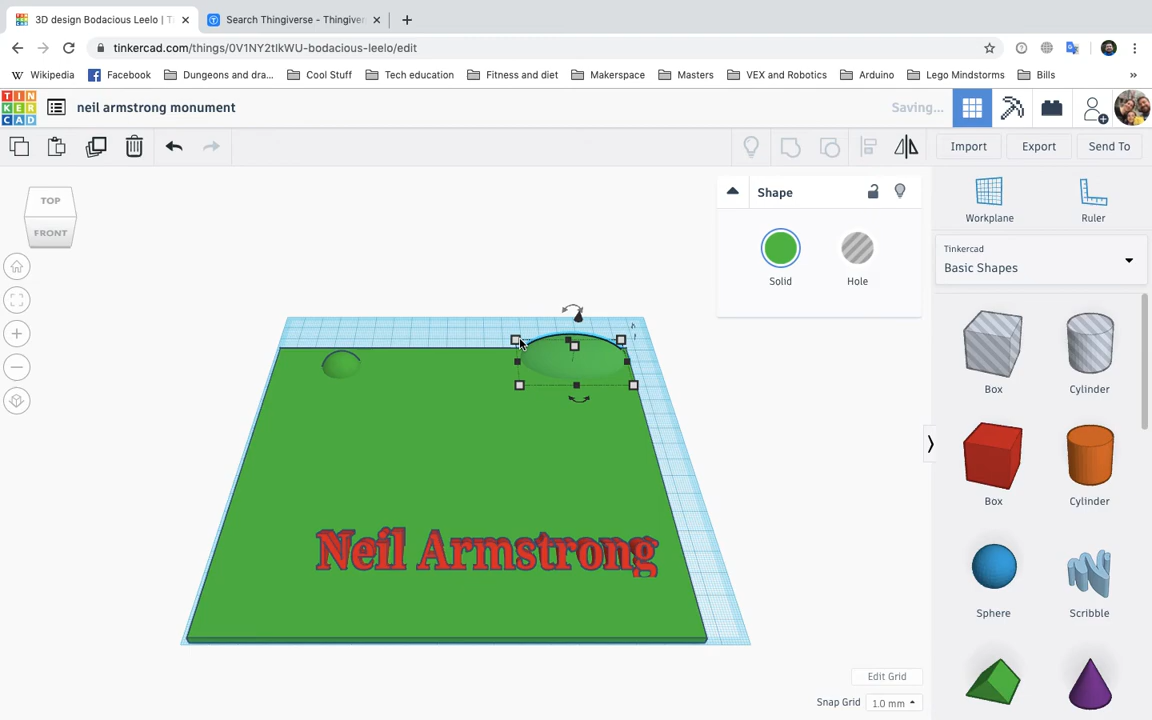 3D design Bodacious Leelo | T
Search Thingiverse - Thingiver
tinkercad.com/things/0V1NY2tIkWU-bodacious-leelo/edit
Wikipedia
Facebook
Dungeons and dra...
Cool Stuff
Tech education
Fitness and diet
Makerspace
Masters
VEX and Robotics
Arduino
Lego Mindstorms
Bills
TIN
KER
CAD
neil armstrong monument
Saving...
Import
Export
Send To
TOP
FRONT
Shape
Solid
Hole
Workplane
Ruler
Tinkercad
Basic Shapes
Box
Cylinder
Box
Cylinder
Sphere
Scribble
Neil Armstrong
Edit Grid
Snap Grid
1.0 mm